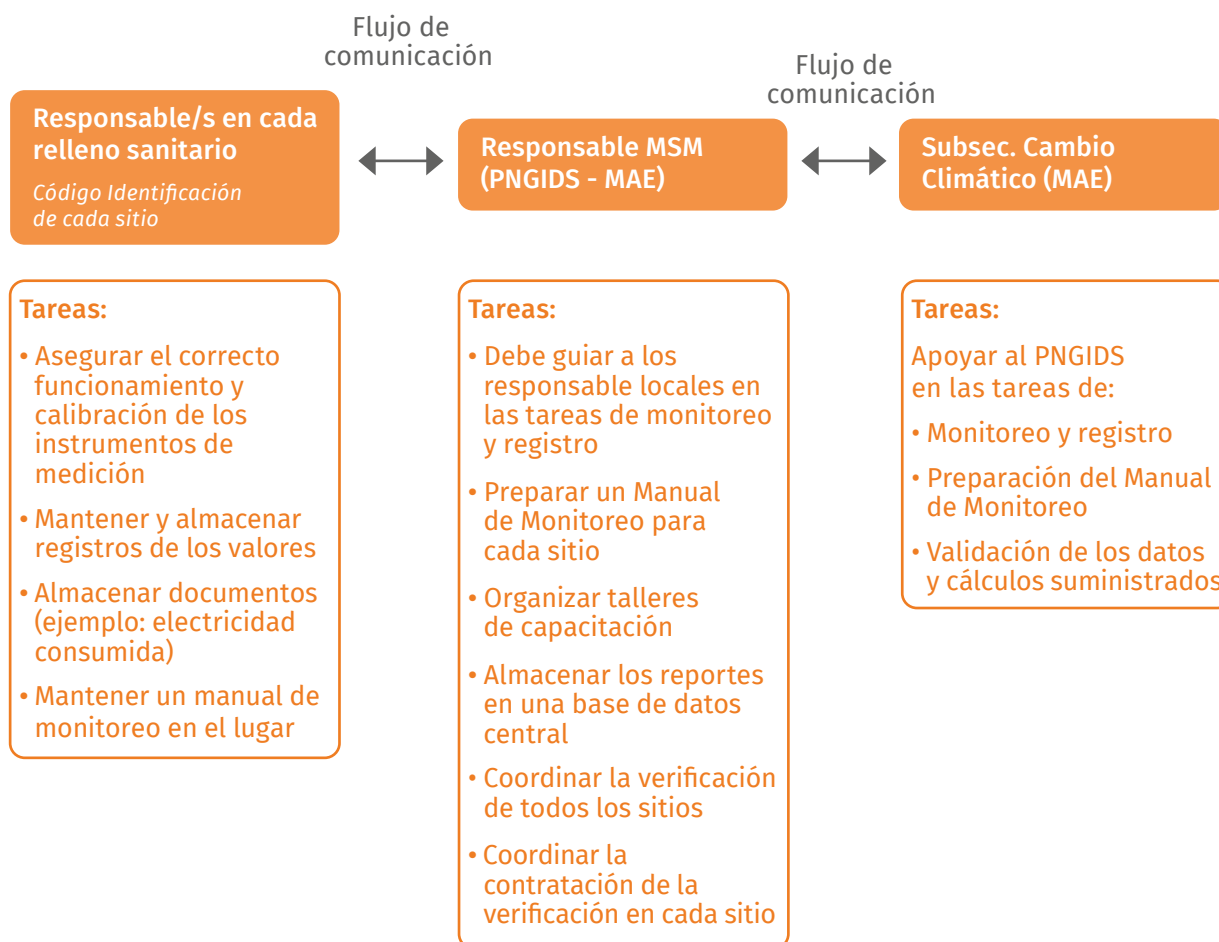 Flujo de
comunicación
Flujo de
comunicación
Responsable/s en cada
relleno sanitario
Código Identificación
de cada sitio
Responsable MSM
(PNGIDS - MAE)
Subsec. Cambio
Climático (MAE)
Tareas:
• Asegurar el correcto
funcionamiento y
calibración de los
instrumentos de
medición
• Mantener y almacenar
registros de los valores
• Almacenar documentos
(ejemplo: electricidad
consumida)
• Mantener un manual de
monitoreo en el lugar
Tareas:
• Debe guiar a los
responsable locales en
las tareas de monitoreo
y registro
• Preparar un Manual
de Monitoreo para
cada sitio
• Organizar talleres
de capacitación
• Almacenar los reportes
en una base de datos
central
• Coordinar la verificación
de todos los sitios
• Coordinar la
contratación de la
verificación en cada sitio
Tareas:
Apoyar al PNGIDS
en las tareas de:
• Monitoreo y registro
• Preparación del Manual
de Monitoreo
• Validación de los datos
y cálculos suministrados